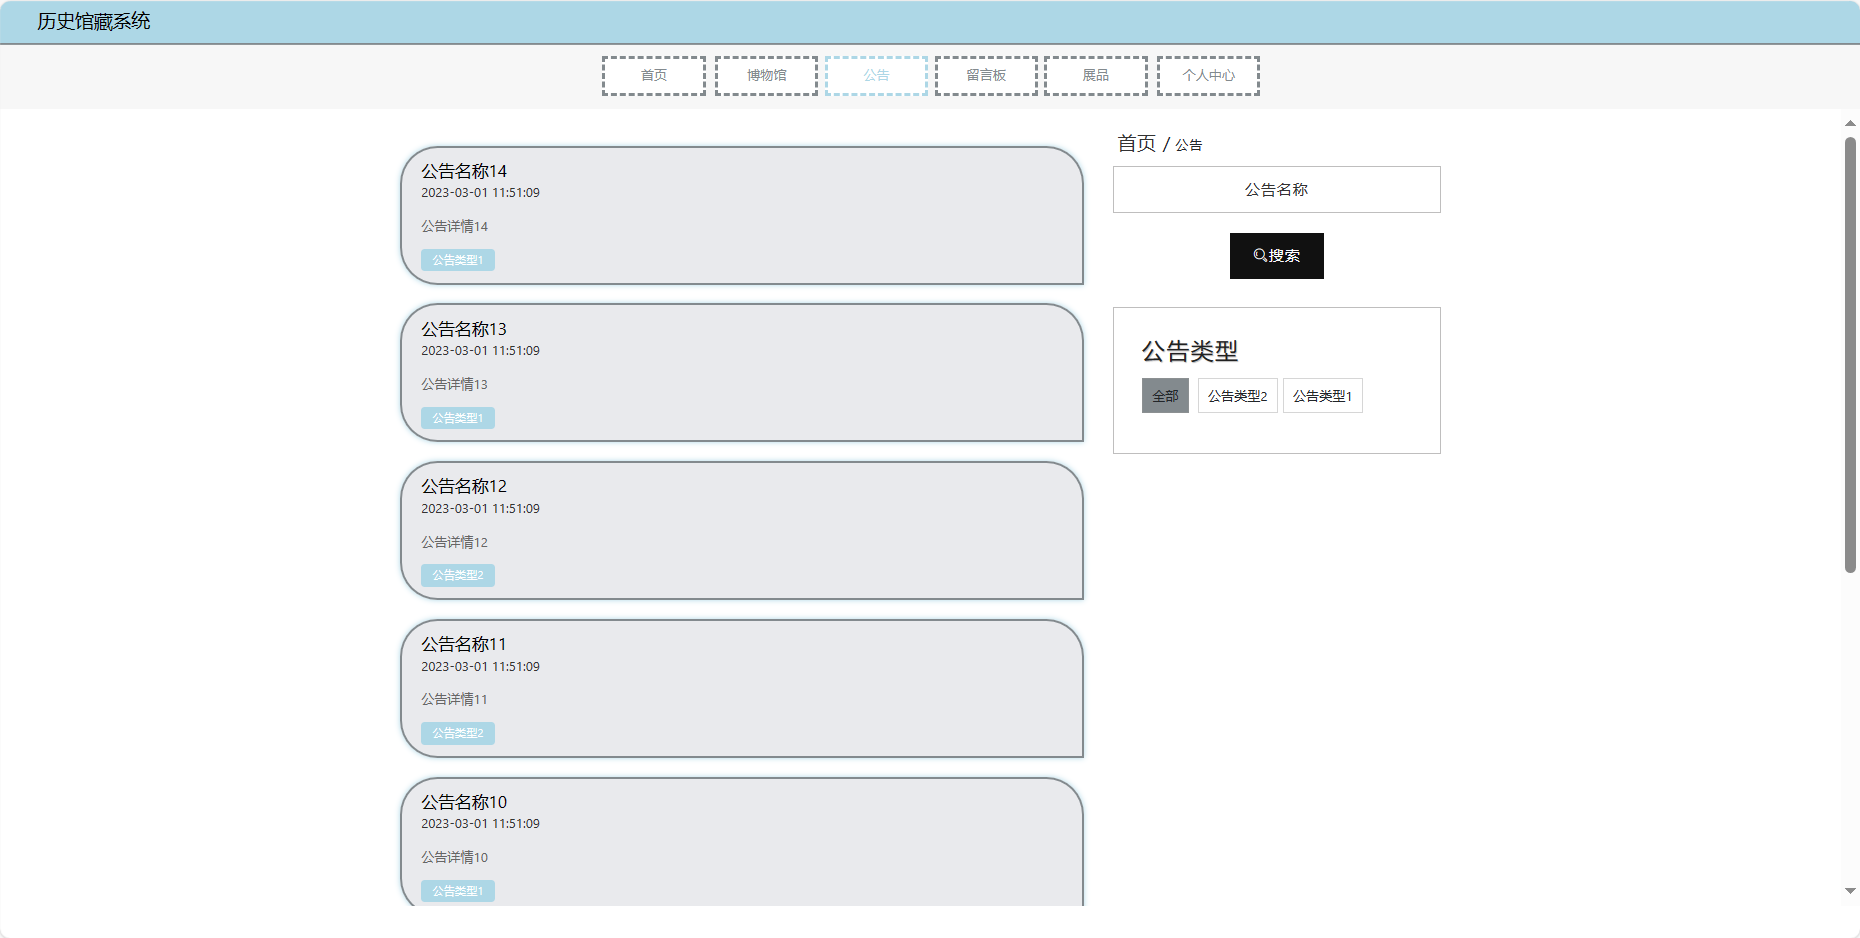 历史馆藏系统
首页 博物馆 公告 留言板 展品 个人中心
公告名称14
2023-03-01 11:51:09
公告详情14
公告类型1
公告名称13
2023-03-01 11:51:09
公告详情13
公告类型1
公告名称12
2023-03-01 11:51:09
公告详情12
公告类型2
公告名称11
2023-03-01 11:51:09
公告详情11
公告类型2
公告名称10
2023-03-01 11:51:09
公告详情10
公告类型1
首页 / 公告
公告名称
搜索
公告类型
全部 公告类型2 公告类型1